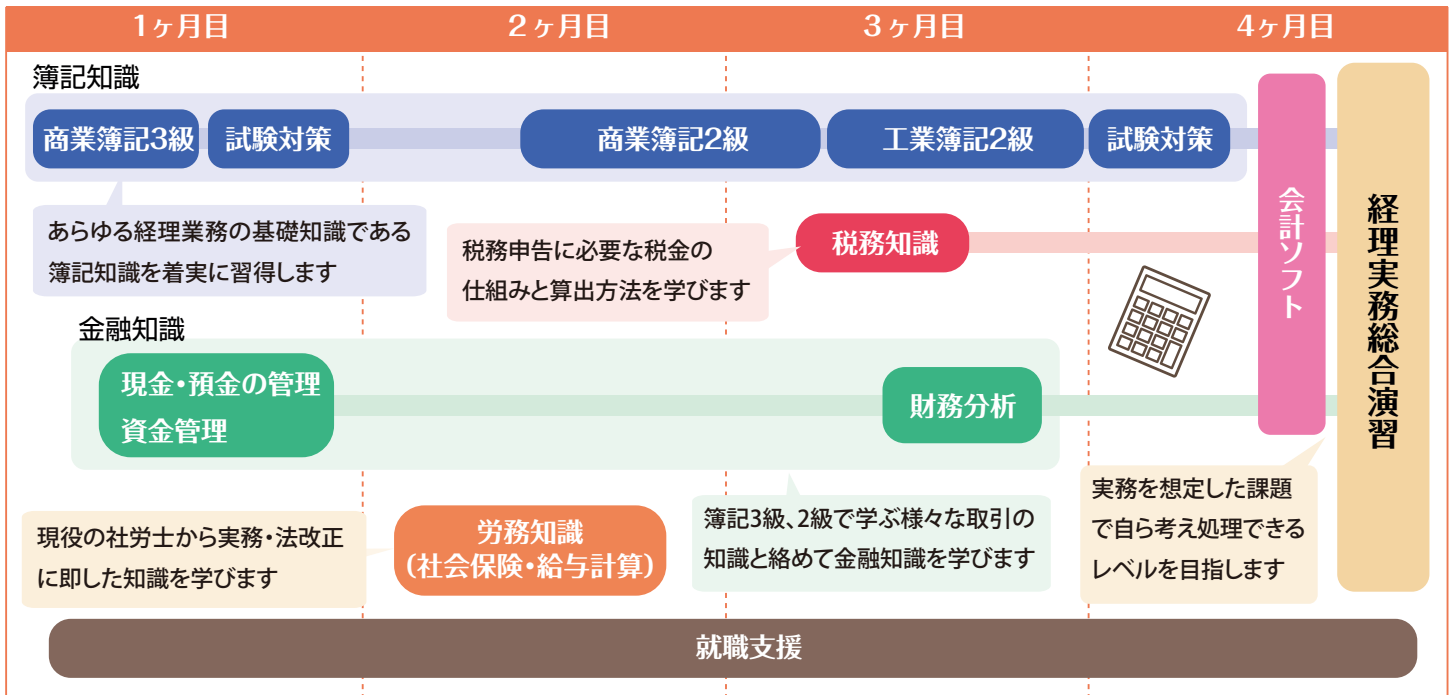 1ヶ月目
2ヶ月目
3ヶ月目
4ヶ月目
簿記知識
商業簿記3級
試験対策
商業簿記2級
工業簿記2級
試験対策
あらゆる経理業務の基礎知識である
簿記知識を着実に習得します
税務申告に必要な税金の
仕組みと算出方法を学びます
税務知識
会計ソフト
経理実務総合演習
金融知識
現金・預金の管理
資金管理
財務分析
現役の社労士から実務・法改正
に即した知識を学びます
労務知識
(社会保険・給与計算)
簿記3級、2級で学ぶ様々な取引の
知識と絡めて金融知識を学びます
実務を想定した課題
で自ら考え処理できる
レベルを目指します
就職支援